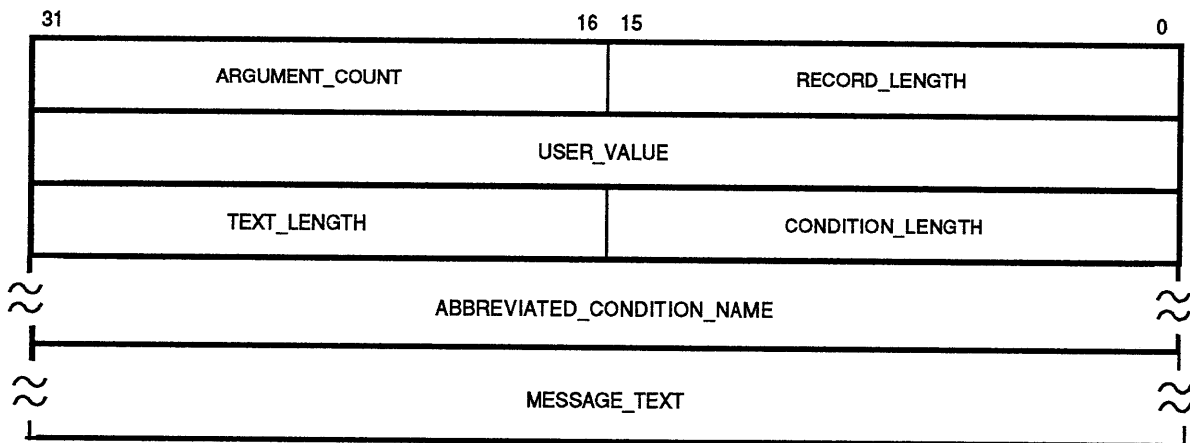 31 16 15 0
ARGUMENT_COUNT RECORD_LENGTH
USER_VALUE
TEXT_LENGTH CONDITION_LENGTH
ABBREVIATED_CONDITION_NAME
MESSAGE_TEXT